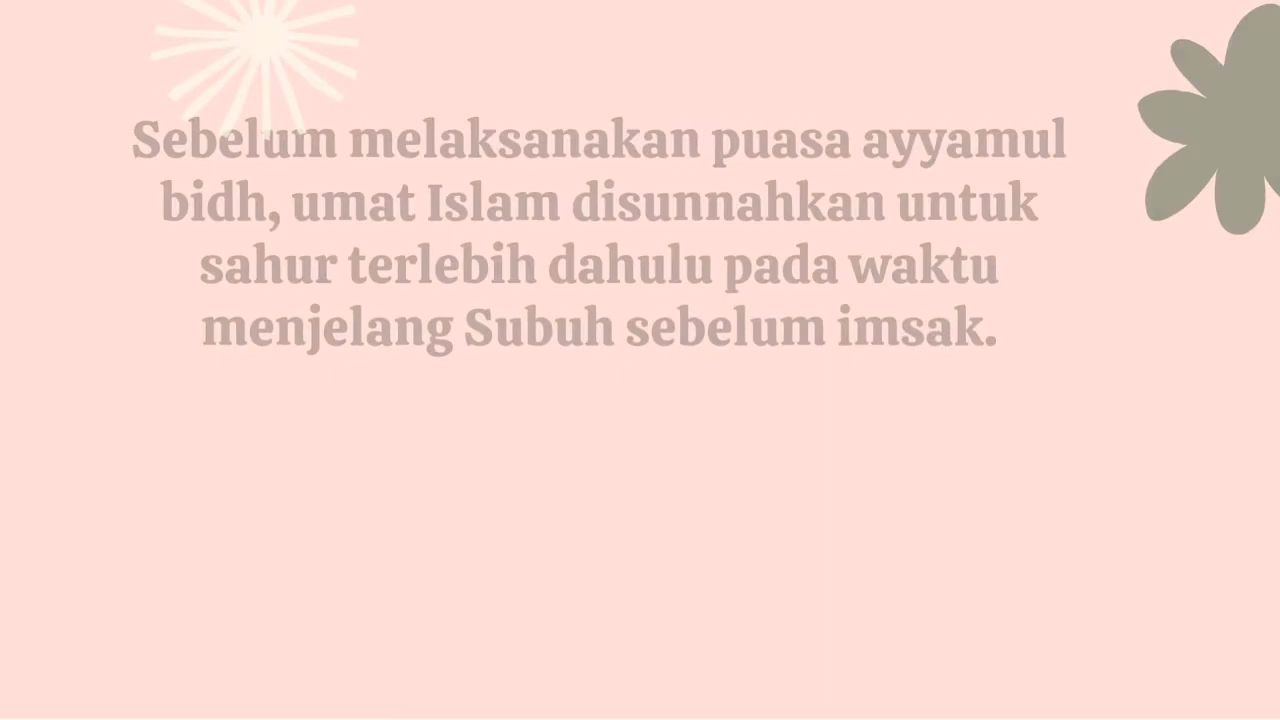 Sebelum melaksanakan puasa ayyamul
bidh, umat Islam disunnahkan untuk
sahur terlebih dahulu pada waktu
menjelang Subuh sebelum imsak.